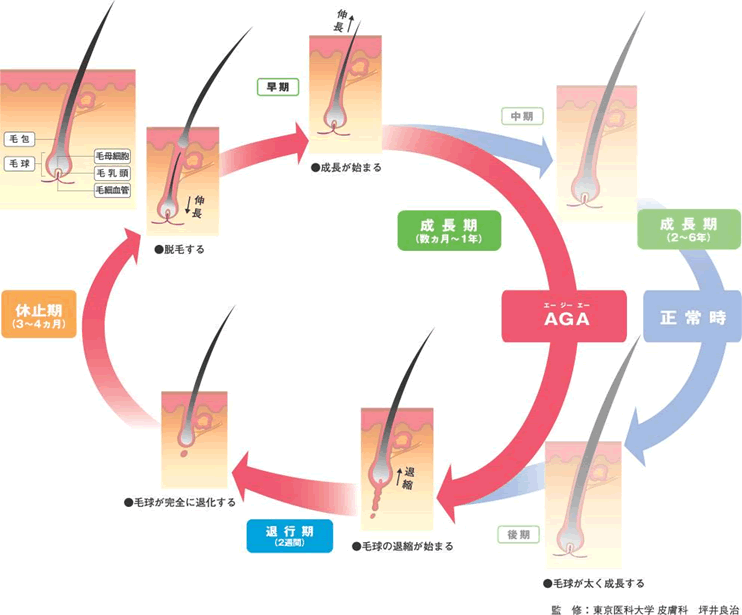 伸長
早期
中期
毛包
毛球
毛母細胞
毛乳頭
毛細血管
伸長
●成長が始まる
●脱毛する
成長期
(数ヵ月〜1年)
成長期
(2〜6年)
休止期
(3〜4ヵ月)
エー ジー エー
AGA
正常時
退縮
●毛球が完全に退化する
退行期
(2週間)
●毛球の退縮が始まる
後期
●毛球が太く成長する
監　修：東京医科大学 皮膚科　坪井良治